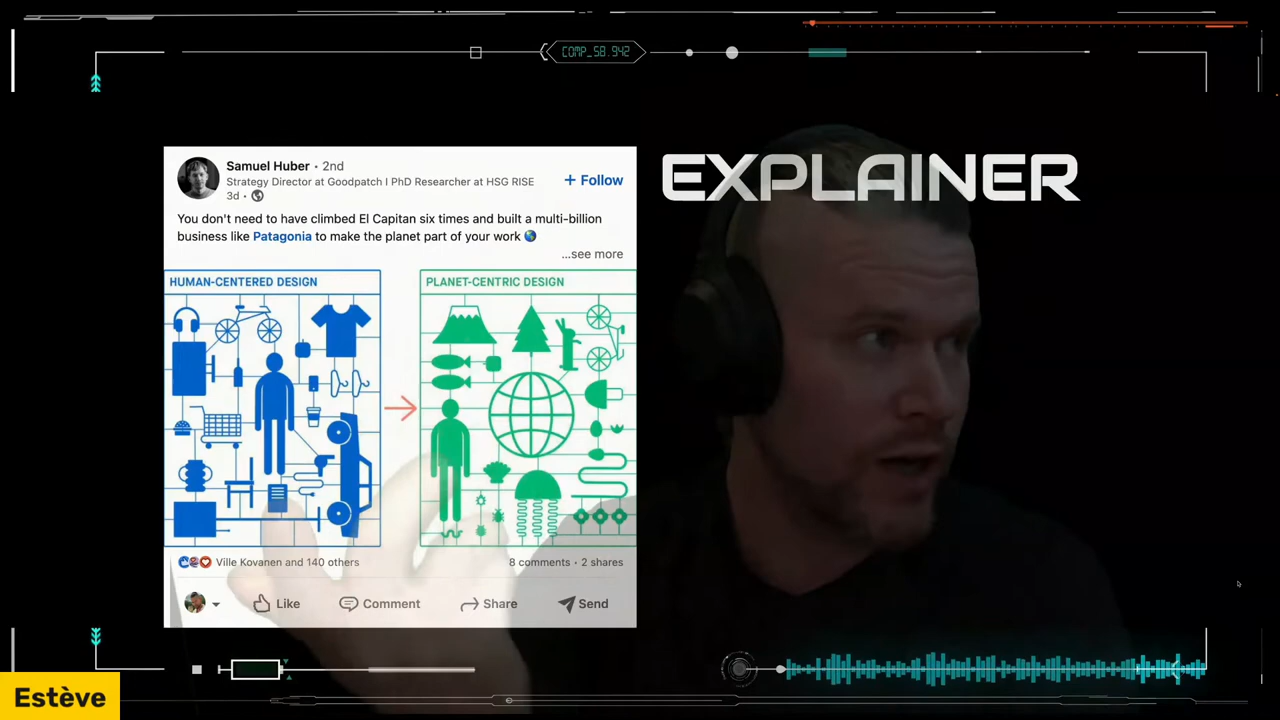 COMP_SB.942
EXPLAINER
Samuel Huber • 2nd
Strategy Director at Goodpatch I PhD Researcher at HSG RISE
3d •
+ Follow
You don't need to have climbed El Capitan six times and built a multi-billion
business like Patagonia to make the planet part of your work
...see more
HUMAN-CENTERED DESIGN
PLANET-CENTRIC DESIGN
Ville Kovanen and 140 others
8 comments • 2 shares
Like
Comment
Share
Send
Estève